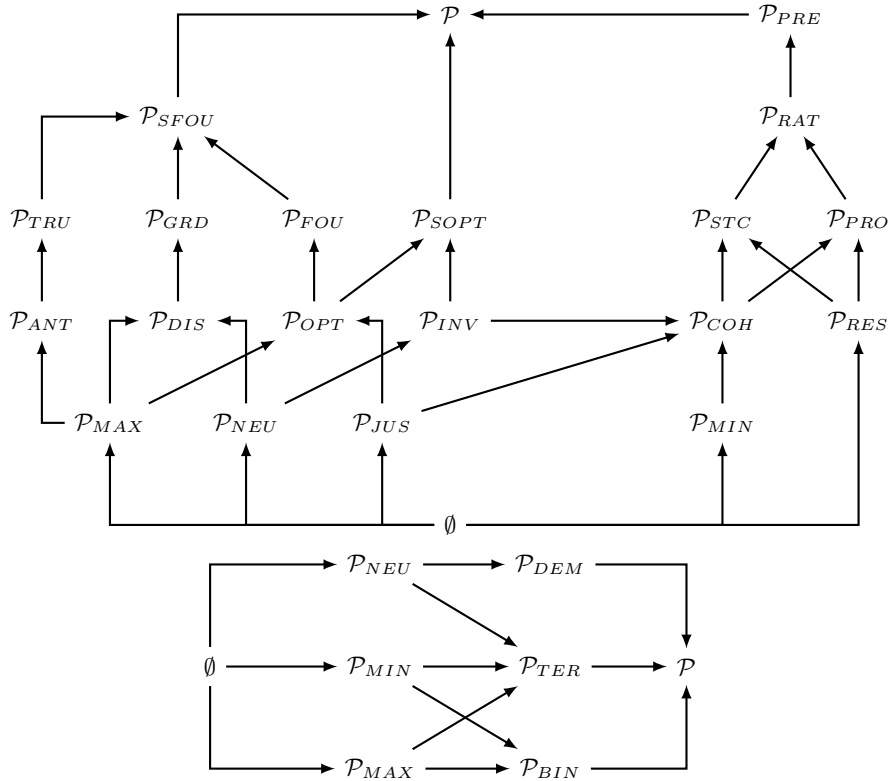 𝒫 𝒫_PRE
𝒫_SFOU 𝒫_RAT
𝒫_TRU 𝒫_GRD 𝒫_FOU 𝒫_SOPT 𝒫_STC 𝒫_PRO
𝒫_ANT 𝒫_DIS 𝒫_OPT 𝒫_INV 𝒫_COH 𝒫_RES
𝒫_MAX 𝒫_NEU 𝒫_JUS 𝒫_MIN
∅
𝒫_NEU 𝒫_DEM
∅ 𝒫_MIN 𝒫_TER 𝒫
𝒫_MAX 𝒫_BIN